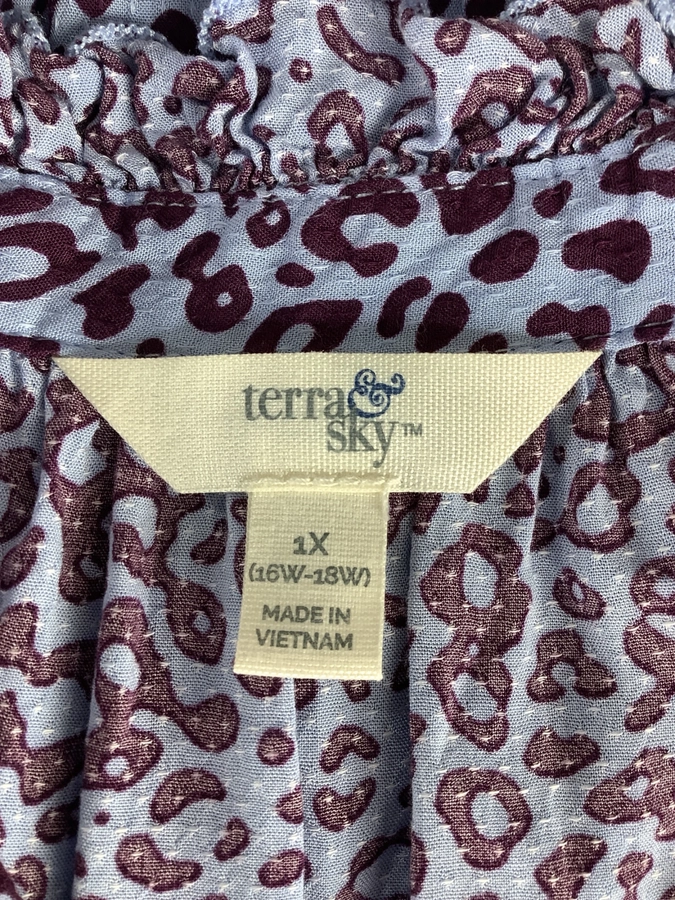 terra &
sky™
1X
(16W-18W)
MADE IN
VIETNAM